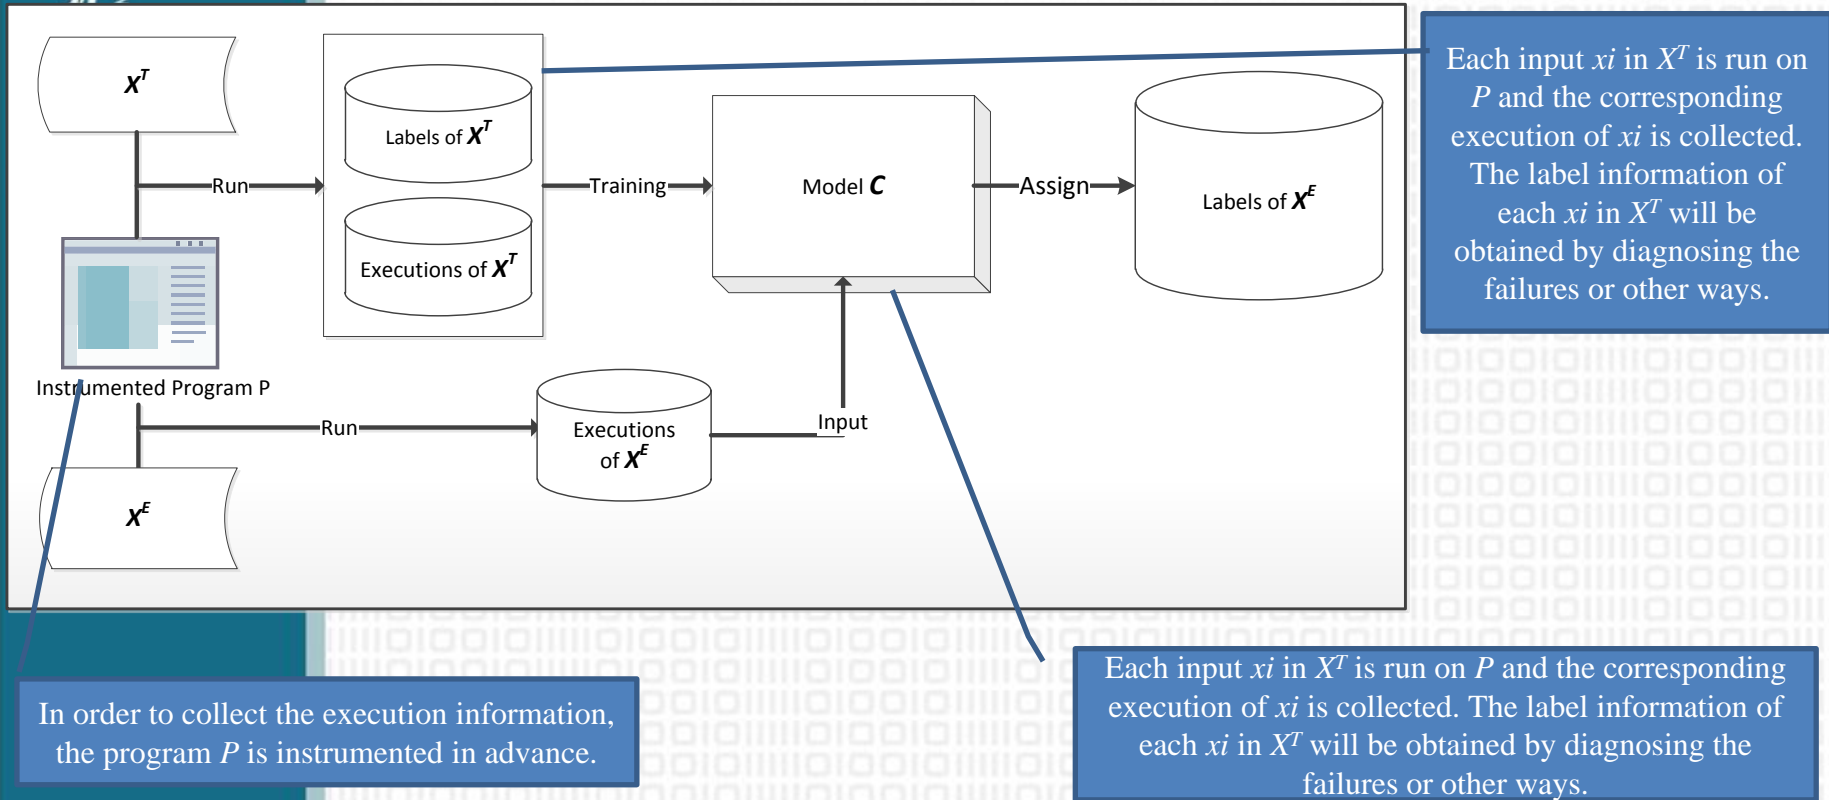 X^T
Labels of X^T
Executions of X^T
Run
Training
Model C
Assign
Labels of X^E
Instrumented Program P
Run
Executions
of X^E
Input
X^E
Each input xi in X^T is run on
P and the corresponding
execution of xi is collected.
The label information of
each xi in X^T will be
obtained by diagnosing the
failures or other ways.
In order to collect the execution information,
the program P is instrumented in advance.
Each input xi in X^T is run on P and the corresponding
execution of xi is collected. The label information of
each xi in X^T will be obtained by diagnosing the
failures or other ways.